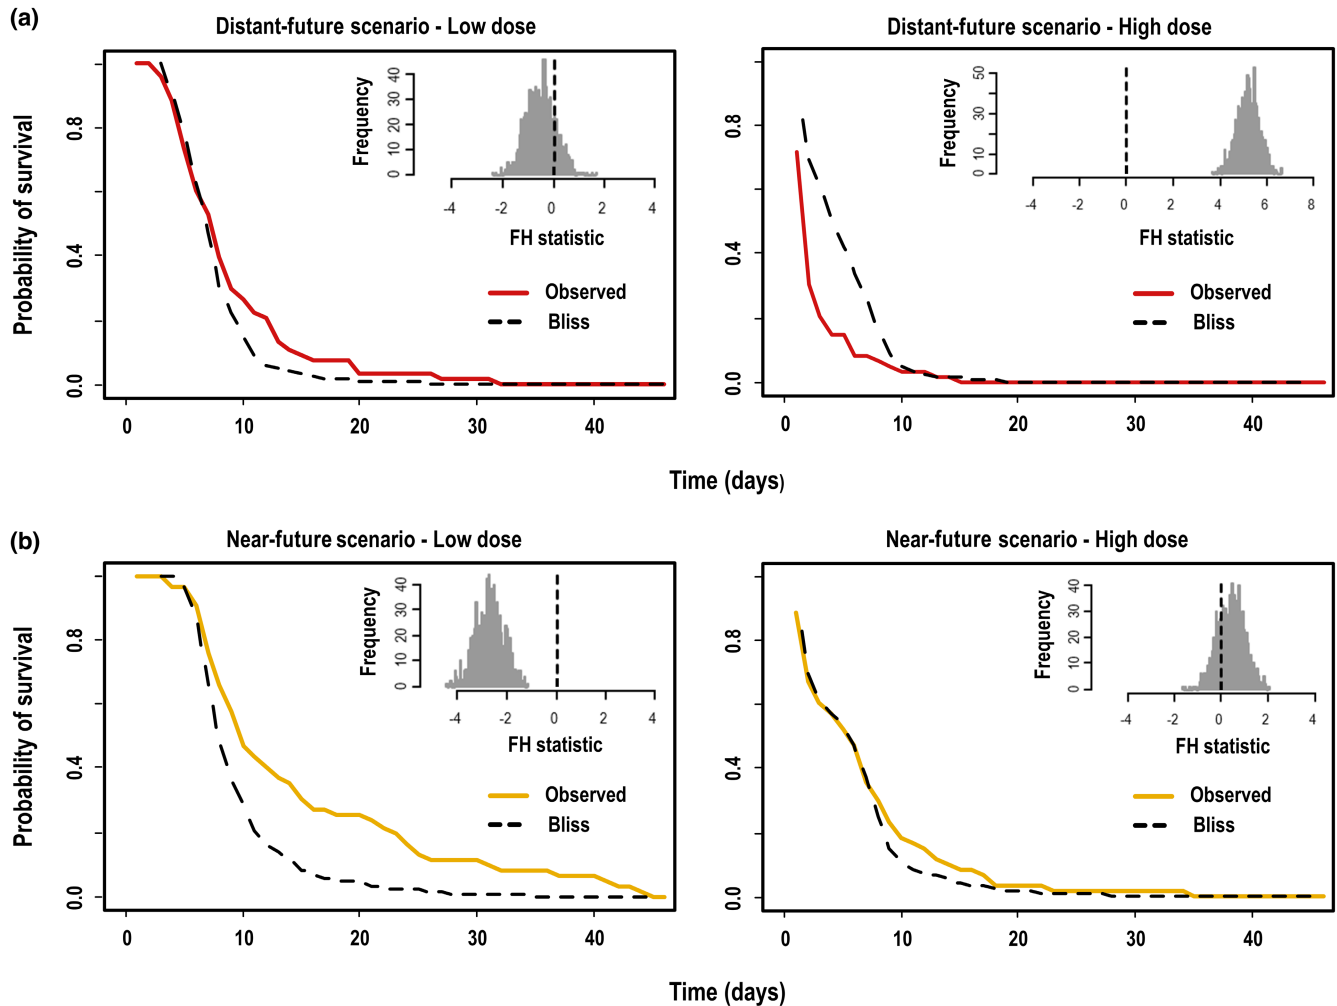 (a)
Distant-future scenario - Low dose
Probability of survival
0.8
0.4
0.0
0 10 20 30 40
Frequency
40
30
20
10
0
-4 -2 0 2 4
FH statistic
Observed
Bliss
Distant-future scenario - High dose
0.8
0.4
0.0
0 10 20 30 40
Frequency
50
40
30
10
0
-4 -2 0 2 4 6 8
FH statistic
Observed
Bliss
Time (days)
(b)
Near-future scenario - Low dose
Probability of survival
0.8
0.4
0.0
0 10 20 30 40
Frequency
40
30
20
10
0
-4 -2 0 2 4
FH statistic
Observed
Bliss
Near-future scenario - High dose
0.8
0.4
0.0
0 10 20 30 40
Frequency
40
30
20
10
0
-4 -2 0 2 4
FH statistic
Observed
Bliss
Time (days)